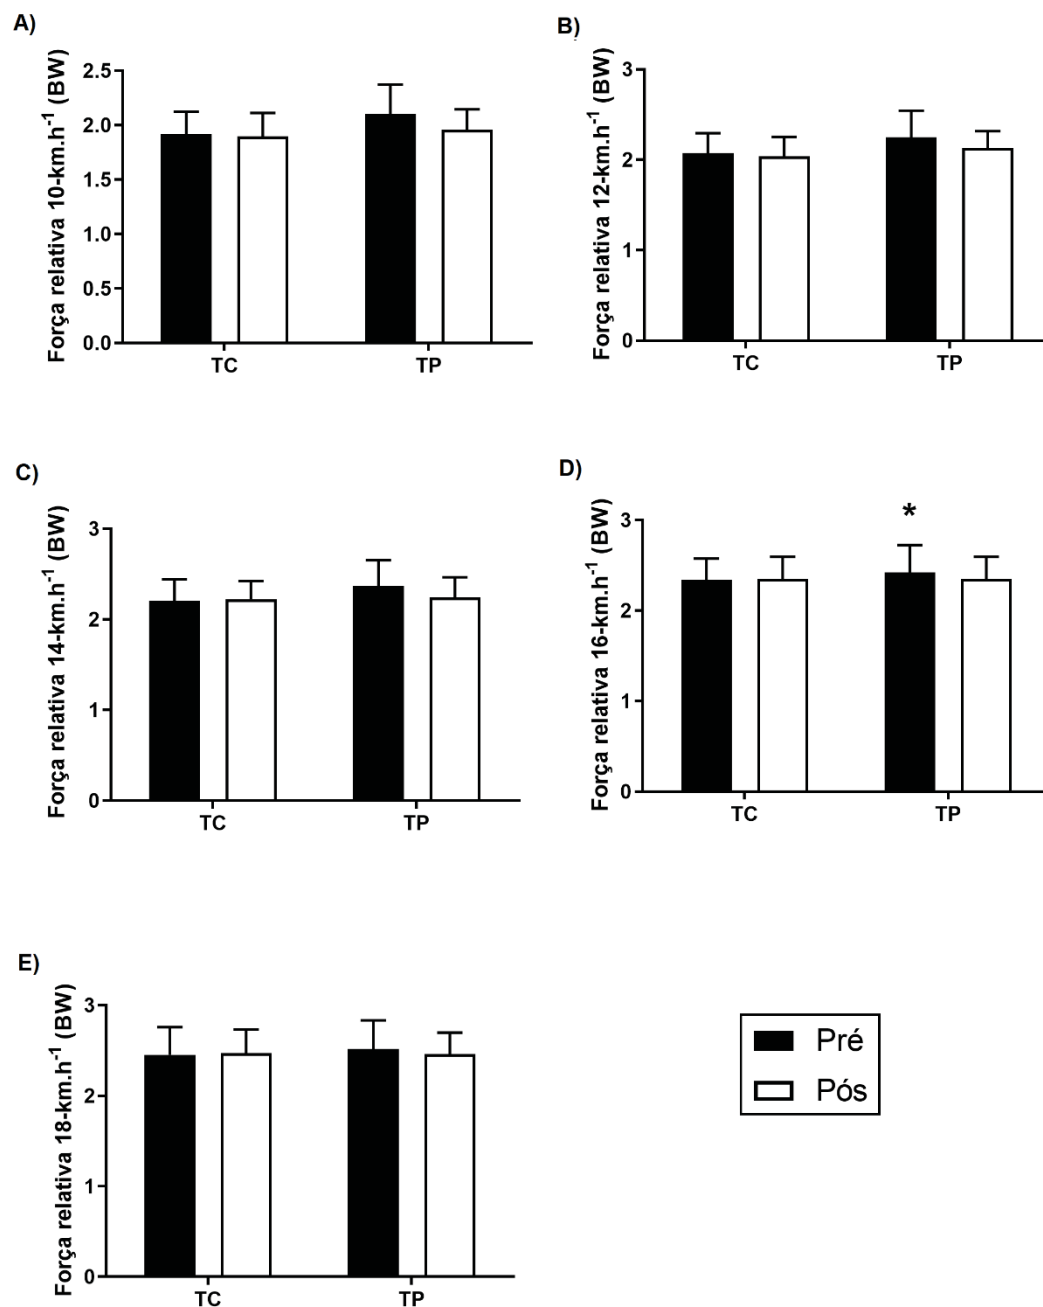 A)
Força relativa 10-km.h-1 (BW)
2.5
2.0
1.5
1.0
0.5
0.0
TC
TP
B)
Força relativa 12-km.h-1 (BW)
3
2
1
0
TC
TP
C)
Força relativa 14-km.h-1 (BW)
3
2
1
0
TC
TP
D)
Força relativa 16-km.h-1 (BW)
3
2
1
0
*
TC
TP
E)
Força relativa 18-km.h-1 (BW)
3
2
1
0
TC
TP
Pré
Pós